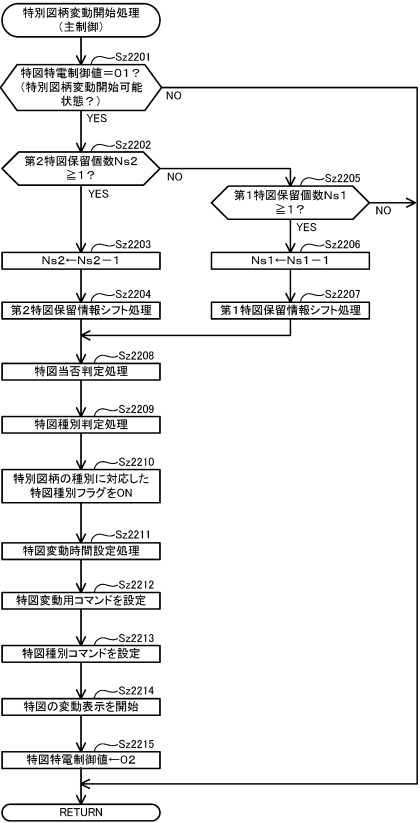 特別図柄変動開始処理
（主制御）
Sz2201
特図特電制御値＝０１？
（特別図柄変動開始可能
状態？）
NO
YES
Sz2202
第２特図保留個数Ｎｓ２
≧１？
NO
YES
Sz2205
第１特図保留個数Ｎｓ１
≧１？
NO
YES
Sz2203
Ｎｓ２←Ｎｓ２－１
Sz2206
Ｎｓ１←Ｎｓ１－１
Sz2204
第２特図保留情報シフト処理
Sz2207
第１特図保留情報シフト処理
Sz2208
特図当否判定処理
Sz2209
特図種別判定処理
Sz2210
特別図柄の種別に対応した
特図種別フラグをON
Sz2211
特図変動時間設定処理
Sz2212
特図変動用コマンドを設定
Sz2213
特図種別コマンドを設定
Sz2214
特図の変動表示を開始
Sz2215
特図特電制御値←０２
RETURN